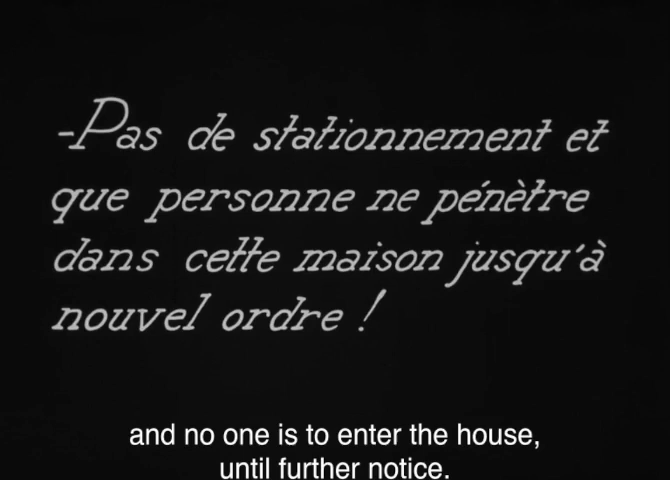 -Pas de stationnement et
que personne ne pénètre
dans cette maison jusqu'à
nouvel ordre !
and no one is to enter the house,
until further notice.